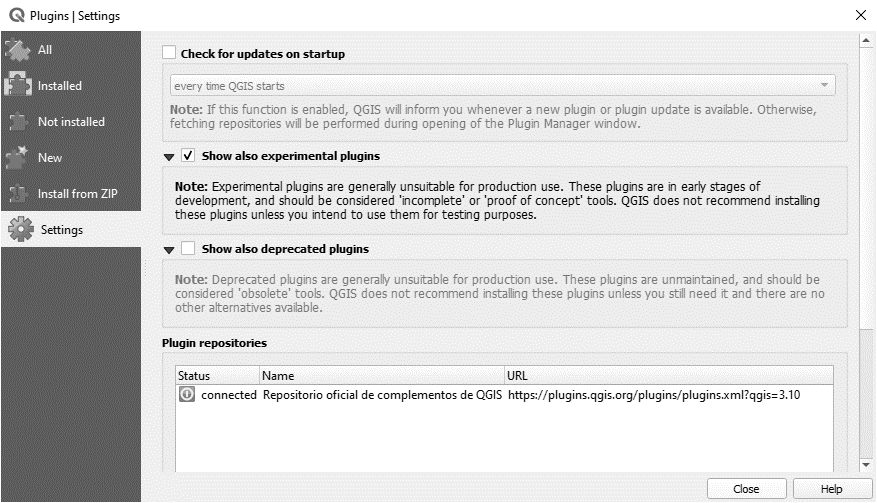 Plugins | Settings
All
Installed
Not installed
New
Install from ZIP
Settings
Check for updates on startup
every time QGIS starts
Note: If this function is enabled, QGIS will inform you whenever a new plugin or plugin update is available. Otherwise,
fetching repositories will be performed during opening of the Plugin Manager window.
Show also experimental plugins
Note: Experimental plugins are generally unsuitable for production use. These plugins are in early stages of
development, and should be considered 'incomplete' or 'proof of concept' tools. QGIS does not recommend installing
these plugins unless you intend to use them for testing purposes.
Show also deprecated plugins
Note: Deprecated plugins are generally unsuitable for production use. These plugins are unmaintained, and should be
considered 'obsolete' tools. QGIS does not recommend installing these plugins unless you still need it and there are no
other alternatives available.
Plugin repositories
Status Name URL
connected Repositorio oficial de complementos de QGIS https://plugins.qgis.org/plugins/plugins.xml?qgis=3.10
Close Help